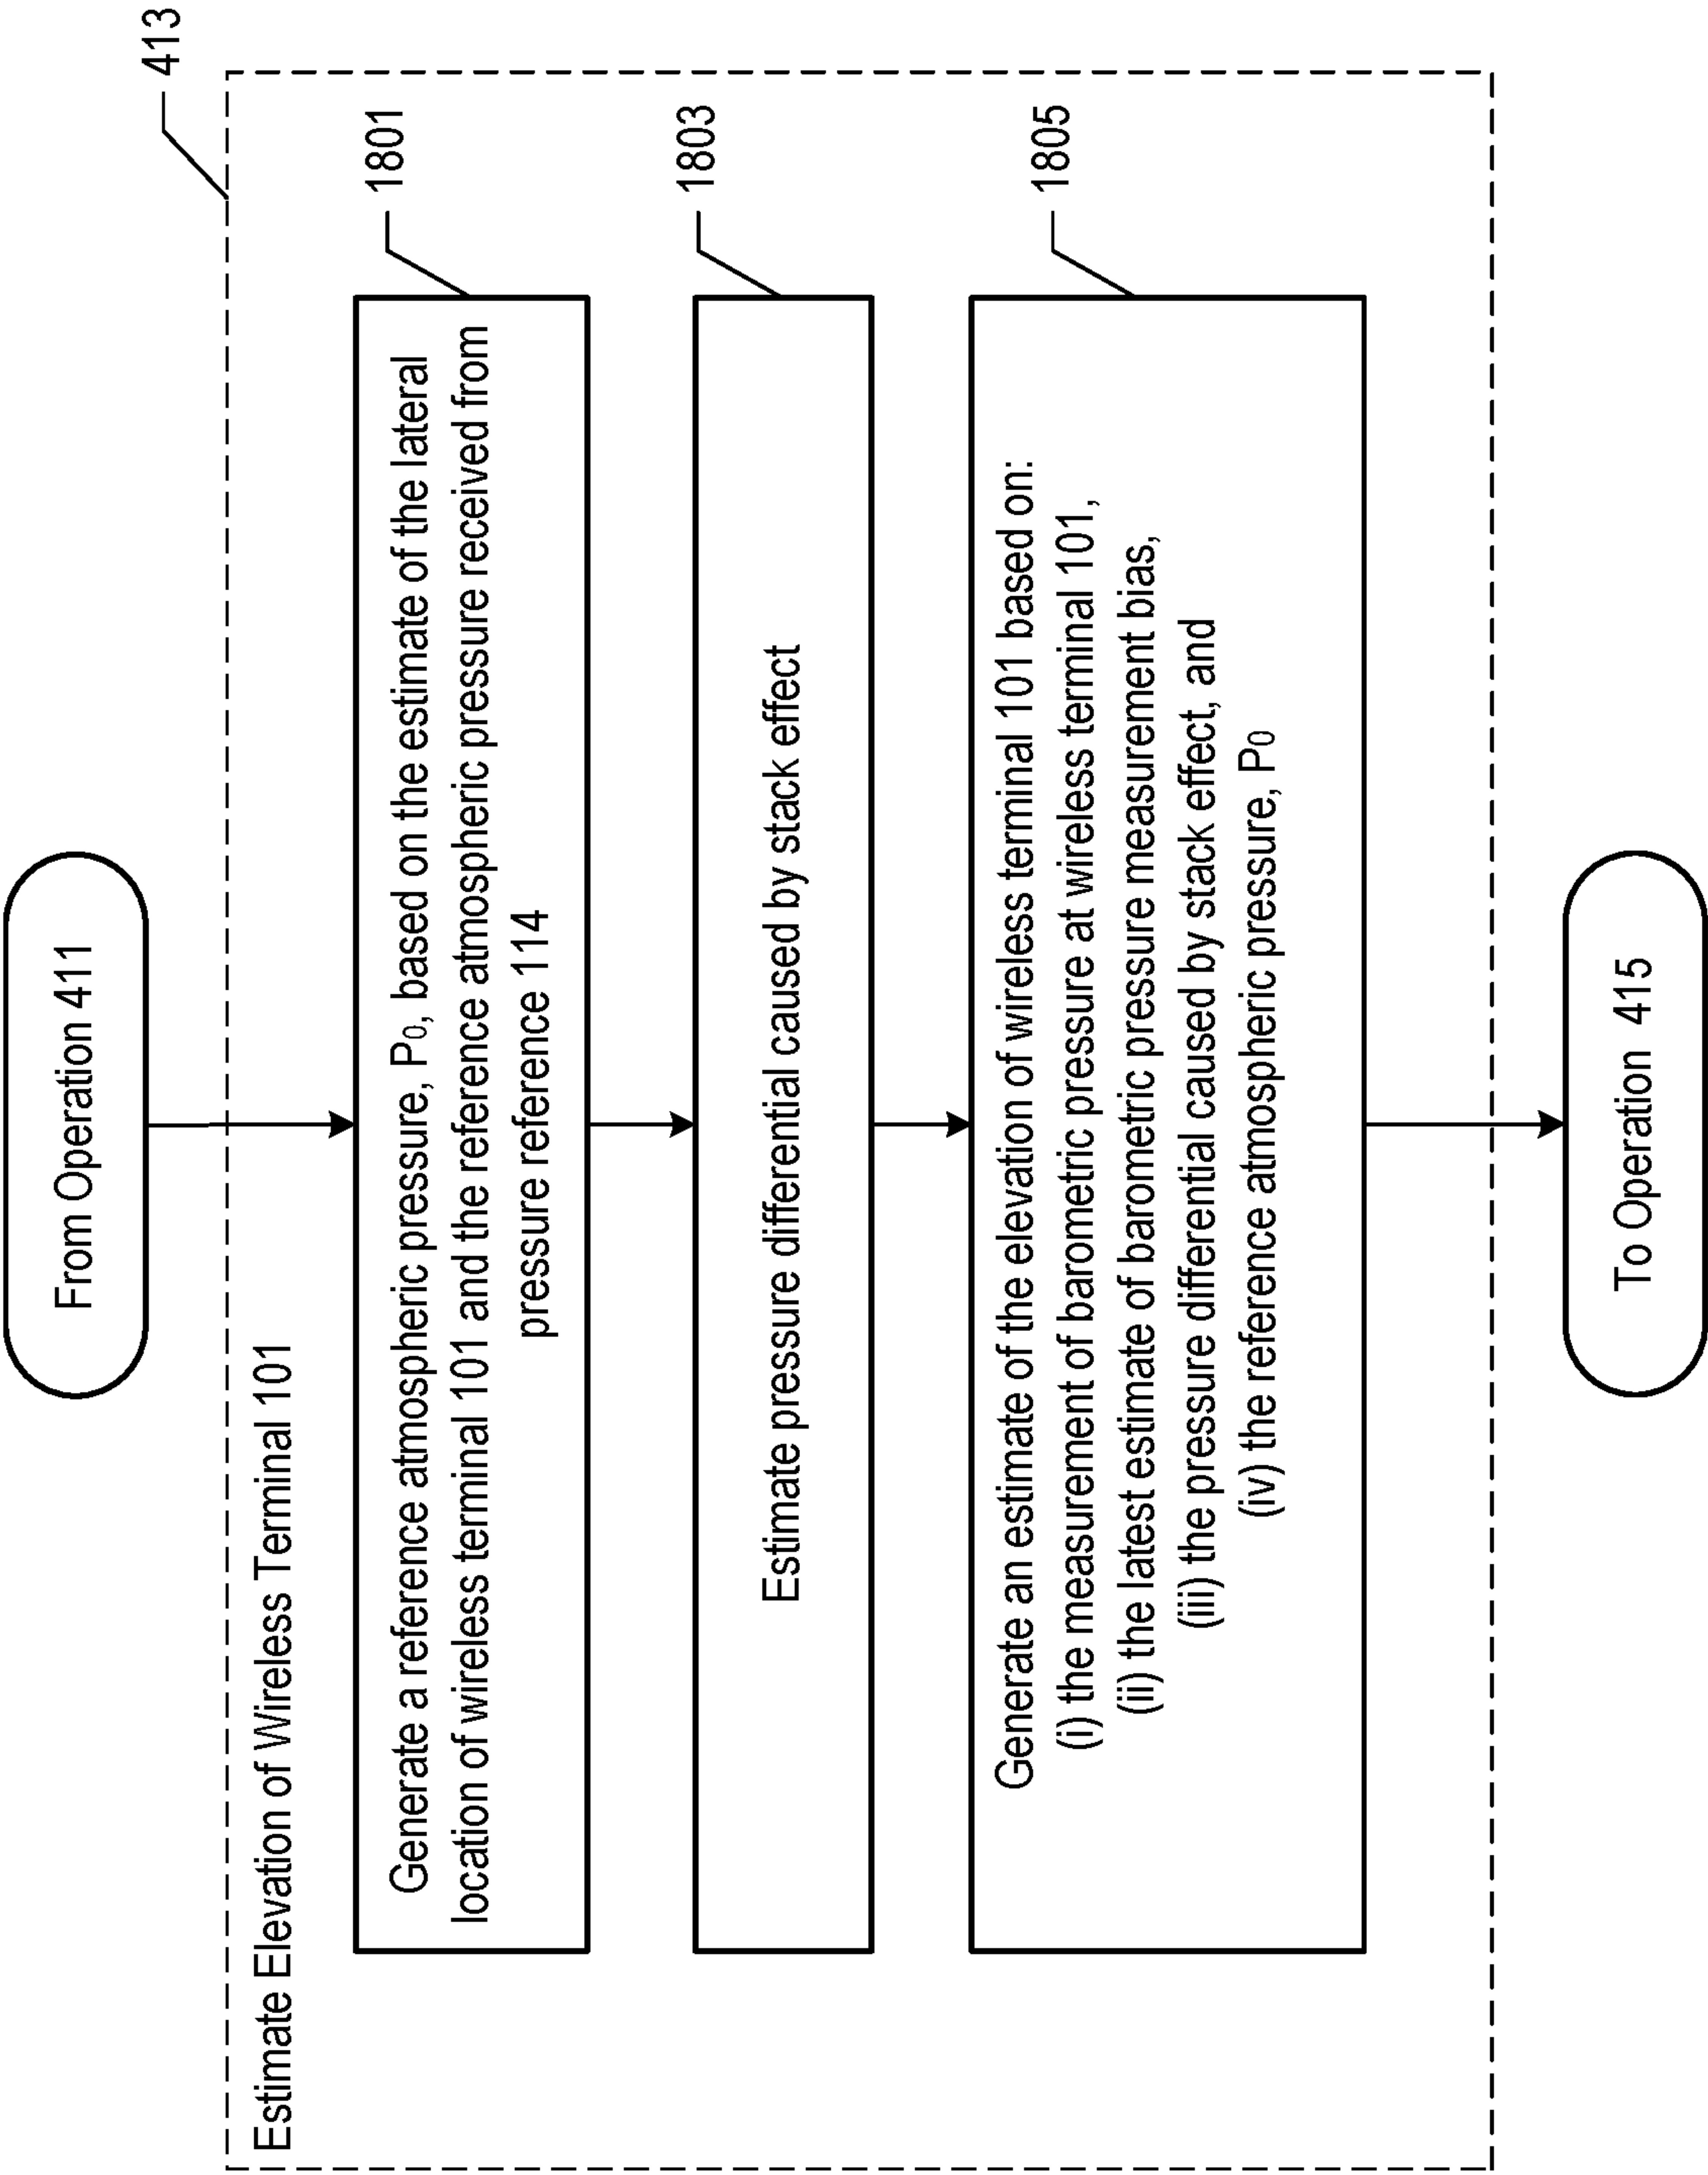 From Operation 411
413
Estimate Elevation of Wireless Terminal 101
1801
Generate a reference atmospheric pressure, P0, based on the estimate of the lateral
location of wireless terminal 101 and the reference atmospheric pressure received from
pressure reference 114
1803
Estimate pressure differential caused by stack effect
1805
Generate an estimate of the elevation of wireless terminal 101 based on:
(i) the measurement of barometric pressure at wireless terminal 101,
(ii) the latest estimate of barometric pressure measurement bias,
(iii) the pressure differential caused by stack effect, and
(iv) the reference atmospheric pressure, P0
To Operation 415